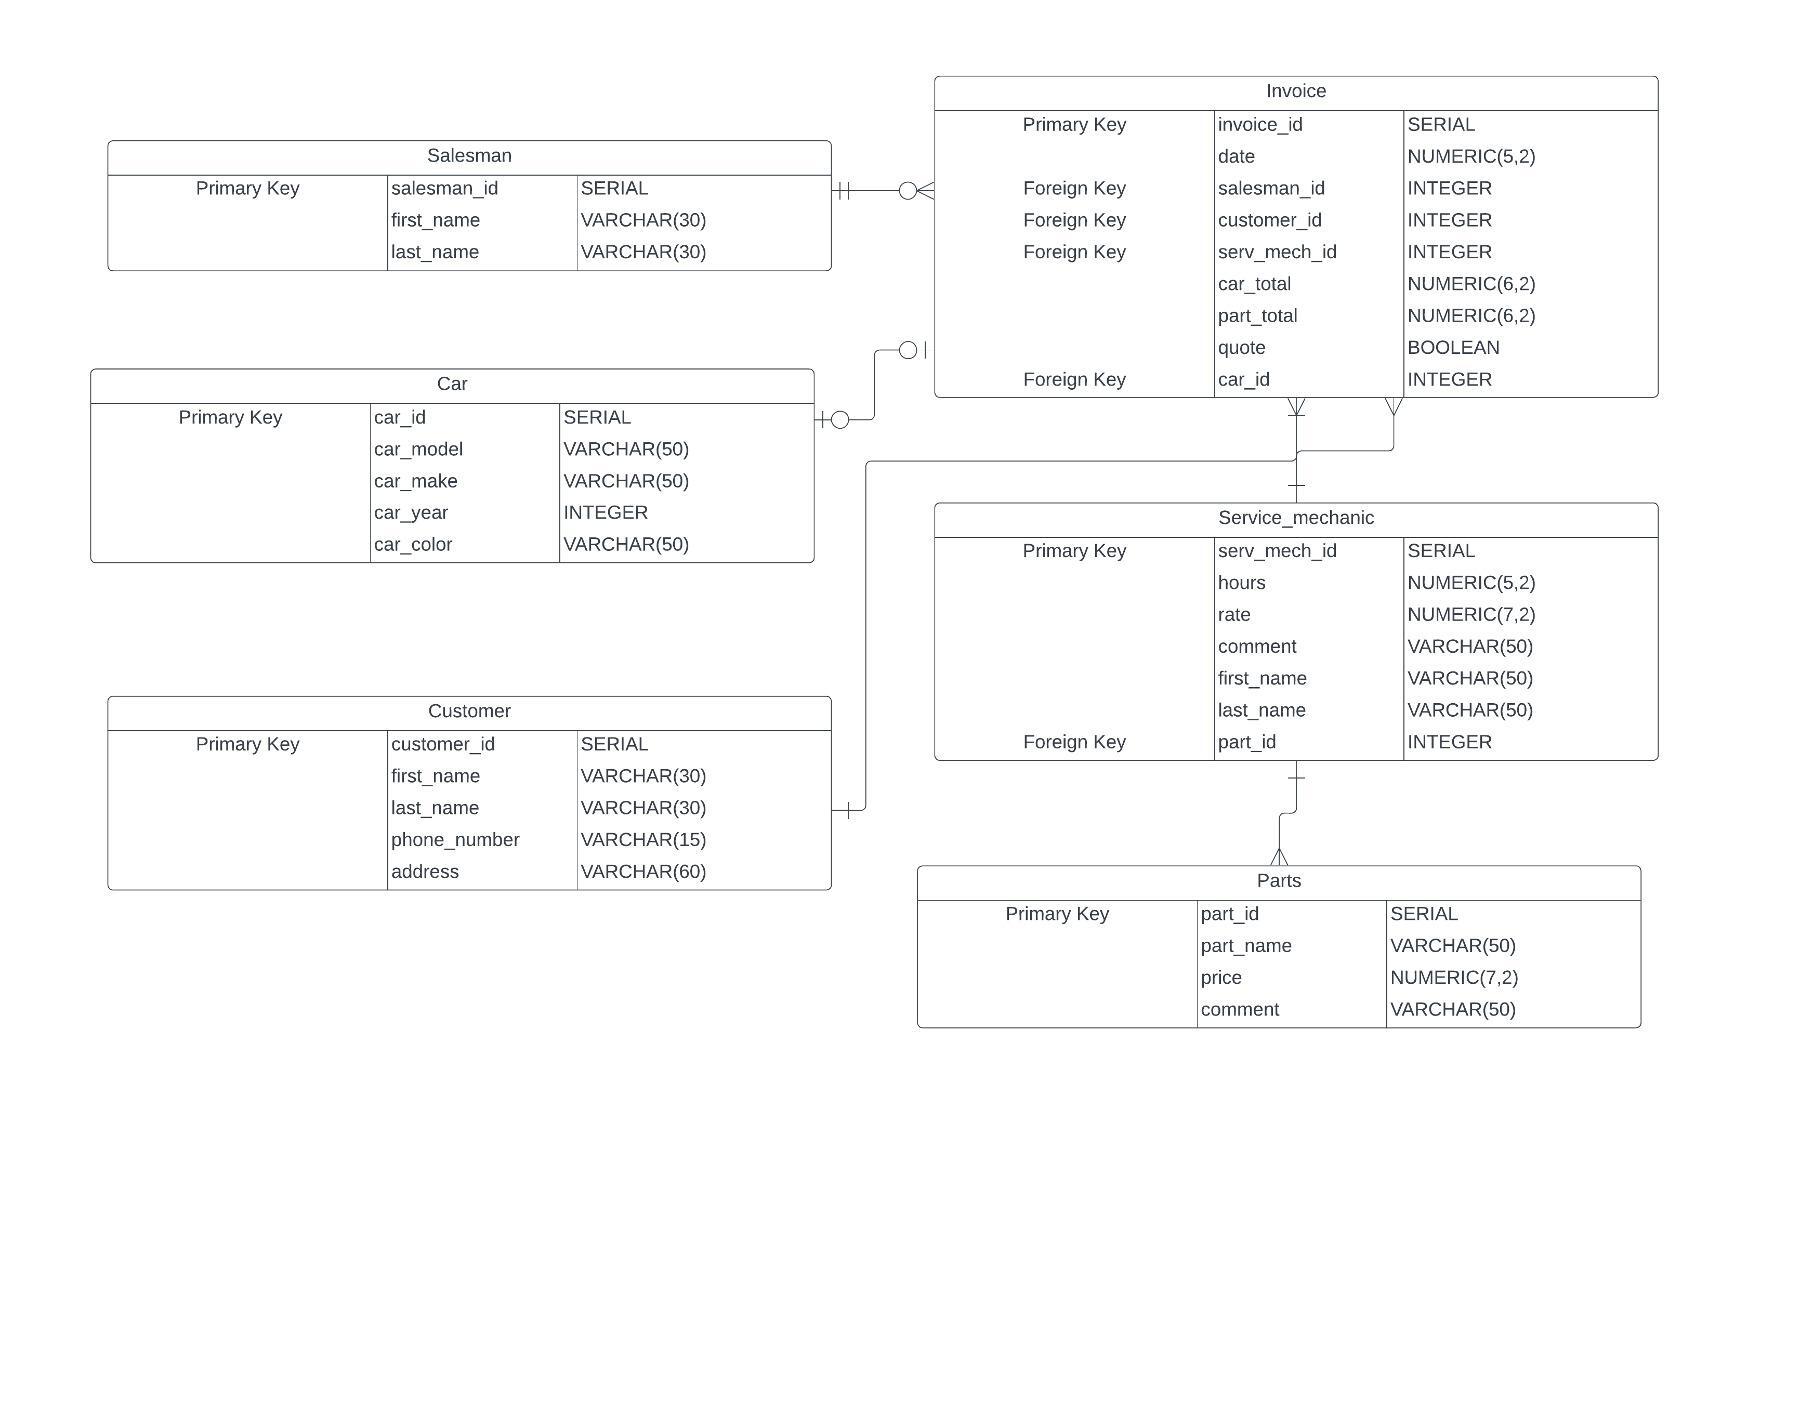 Salesman
Primary Key salesman_id SERIAL
first_name VARCHAR(30)
last_name VARCHAR(30)
Invoice
Primary Key invoice_id SERIAL
date NUMERIC(5,2)
Foreign Key salesman_id INTEGER
Foreign Key customer_id INTEGER
Foreign Key serv_mech_id INTEGER
car_total NUMERIC(6,2)
part_total NUMERIC(6,2)
quote BOOLEAN
Foreign Key car_id INTEGER
Car
Primary Key car_id SERIAL
car_model VARCHAR(50)
car_make VARCHAR(50)
car_year INTEGER
car_color VARCHAR(50)
Service_mechanic
Primary Key serv_mech_id SERIAL
hours NUMERIC(5,2)
rate NUMERIC(7,2)
comment VARCHAR(50)
first_name VARCHAR(50)
last_name VARCHAR(50)
Foreign Key part_id INTEGER
Customer
Primary Key customer_id SERIAL
first_name VARCHAR(30)
last_name VARCHAR(30)
phone_number VARCHAR(15)
address VARCHAR(60)
Parts
Primary Key part_id SERIAL
part_name VARCHAR(50)
price NUMERIC(7,2)
comment VARCHAR(50)